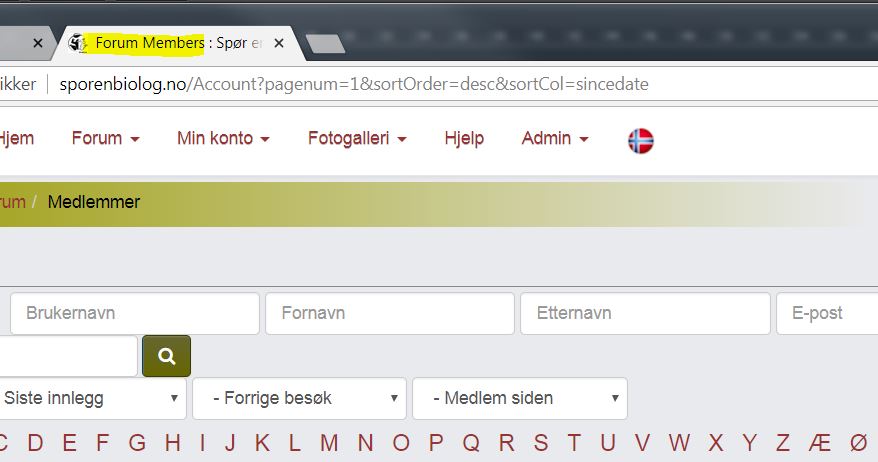 Forum Members : Spør e
ikker sporenbiolog.no/Account?pagenum=1&sortOrder=desc&sortCol=sincedate
Hjem Forum Min konto Fotogalleri Hjelp Admin
rum / Medlemmer
Brukernavn Fornavn Etternavn E-post
Siste innlegg - Forrige besøk - Medlem siden
C D E F G H I J K L M N O P Q R S T U V W X Y Z Æ Ø